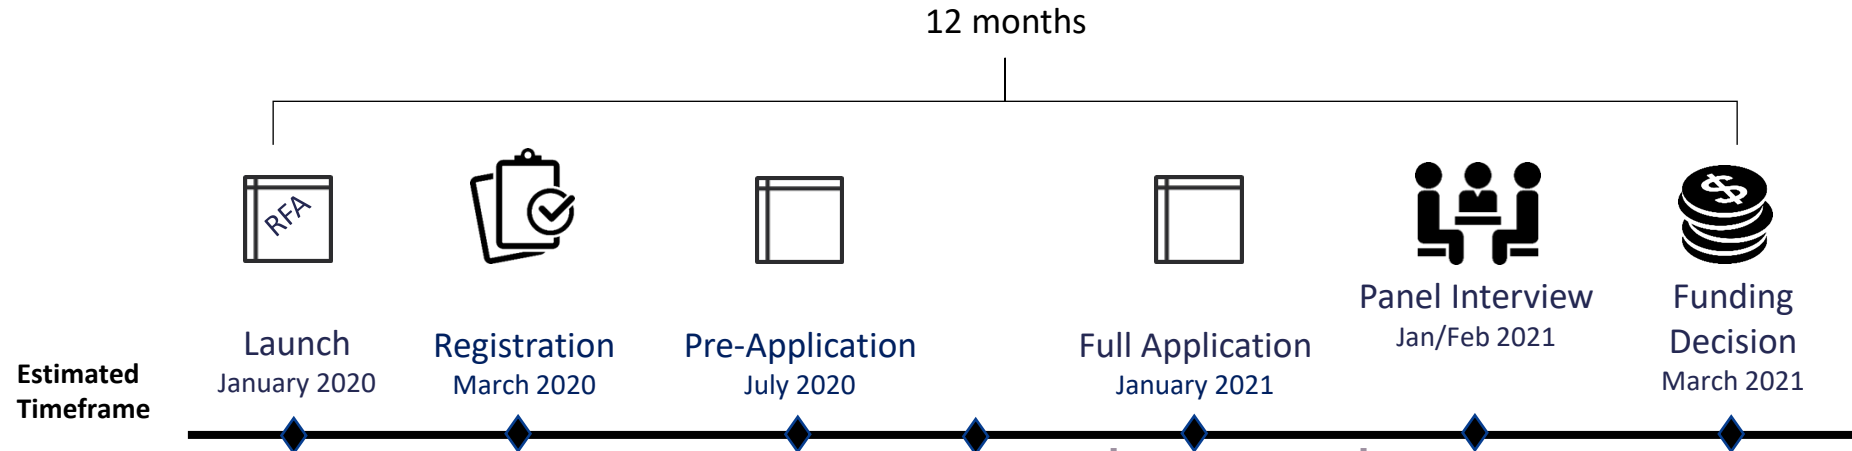 12 months
RFA
$
Launch
January 2020
Registration
March 2020
Pre-Application
July 2020
Full Application
January 2021
Panel Interview
Jan/Feb 2021
Funding
Decision
March 2021
Estimated
Timeframe